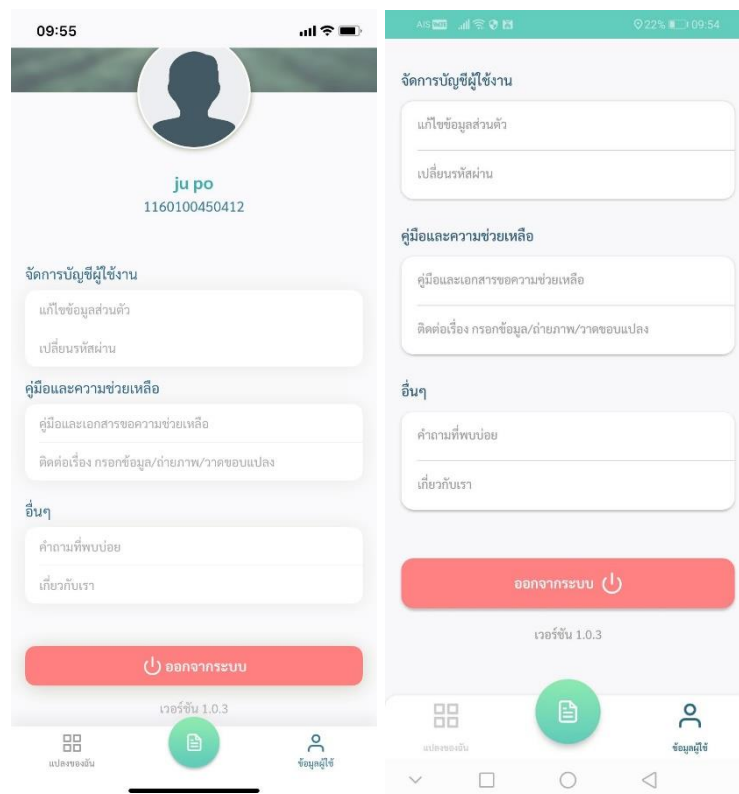 09:55
ju po
1160100450412
จัดการบัญชีผู้ใช้งาน
แก้ไขข้อมูลส่วนตัว
เปลี่ยนรหัสผ่าน
คู่มือและความช่วยเหลือ
คู่มือและเอกสารขอความช่วยเหลือ
ติดต่อเรื่อง กรอกข้อมูล/ถ่ายภาพ/วาดขอบแปลง
อื่นๆ
คำถามที่พบบ่อย
เกี่ยวกับเรา
ออกจากระบบ
เวอร์ชัน 1.0.3
แปลงของฉัน
ข้อมูลผู้ใช้
AIS
22% 09:54
จัดการบัญชีผู้ใช้งาน
แก้ไขข้อมูลส่วนตัว
เปลี่ยนรหัสผ่าน
คู่มือและความช่วยเหลือ
คู่มือและเอกสารขอความช่วยเหลือ
ติดต่อเรื่อง กรอกข้อมูล/ถ่ายภาพ/วาดขอบแปลง
อื่นๆ
คำถามที่พบบ่อย
เกี่ยวกับเรา
ออกจากระบบ
เวอร์ชัน 1.0.3
แปลงของฉัน
ข้อมูลผู้ใช้